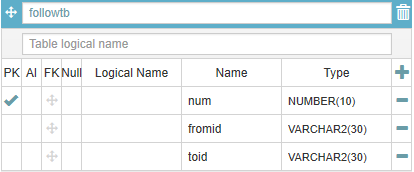 followtb
Table logical name
PK AI FK Null Logical Name Name Type
num NUMBER(10)
fromid VARCHAR2(30)
toid VARCHAR2(30)